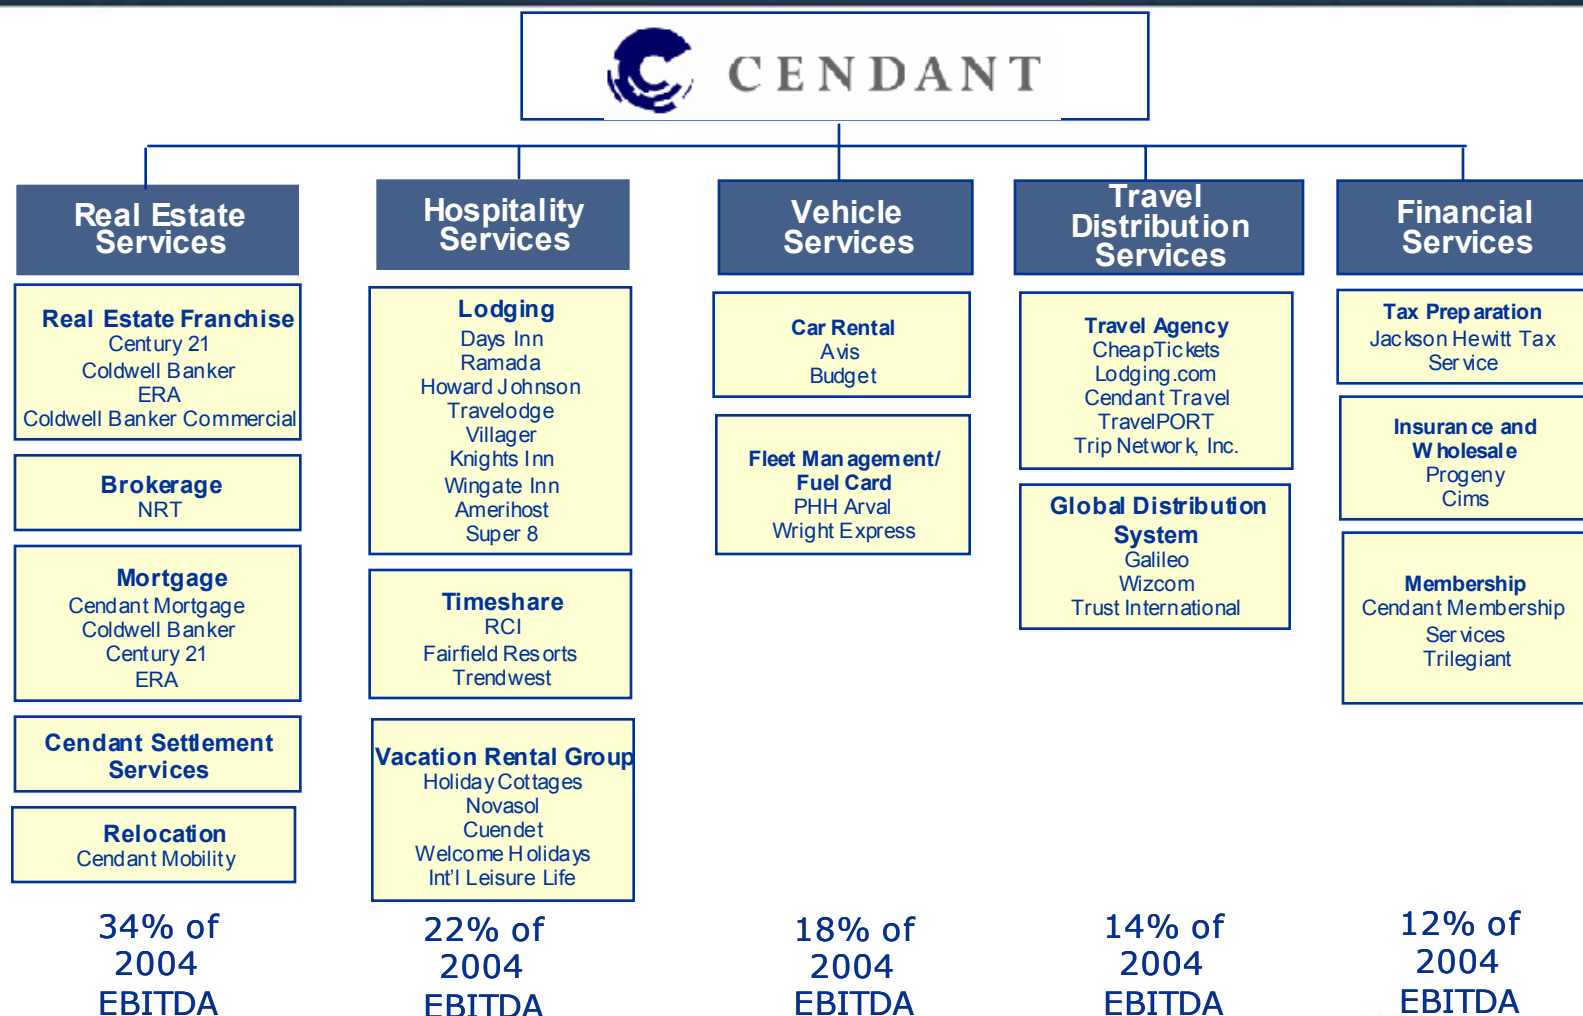 CENDANT
Real Estate
Services
Real Estate Franchise
Century 21
Coldwell Banker
ERA
Coldwell Banker Commercial
Brokerage
NRT
Mortgage
Cendant Mortgage
Coldwell Banker
Century 21
ERA
Cendant Settlement
Services
Relocation
Cendant Mobility
34% of
2004
EBITDA
Hospitality
Services
Lodging
Days Inn
Ramada
Howard Johnson
Travelodge
Villager
Knights Inn
Wingate Inn
Amerihost
Super 8
Timeshare
RCI
Fairfield Resorts
Trendwest
Vacation Rental Group
Holiday Cottages
Novasol
Cuendet
Welcome Holidays
Int'l Leisure Life
22% of
2004
EBITDA
Vehicle
Services
Car Rental
Avis
Budget
Fleet Management/
Fuel Card
PHH Arval
Wright Express
18% of
2004
EBITDA
Travel
Distribution
Services
Travel Agency
CheapTickets
Lodging.com
Cendant Travel
TravelPORT
Trip Network, Inc.
Global Distribution
System
Galileo
Wizcom
Trust International
14% of
2004
EBITDA
Financial
Services
Tax Preparation
Jackson Hewitt Tax
Service
Insurance and
Wholesale
Progeny
Cims
Membership
Cendant Membership
Services
Trilegiant
12% of
2004
EBITDA